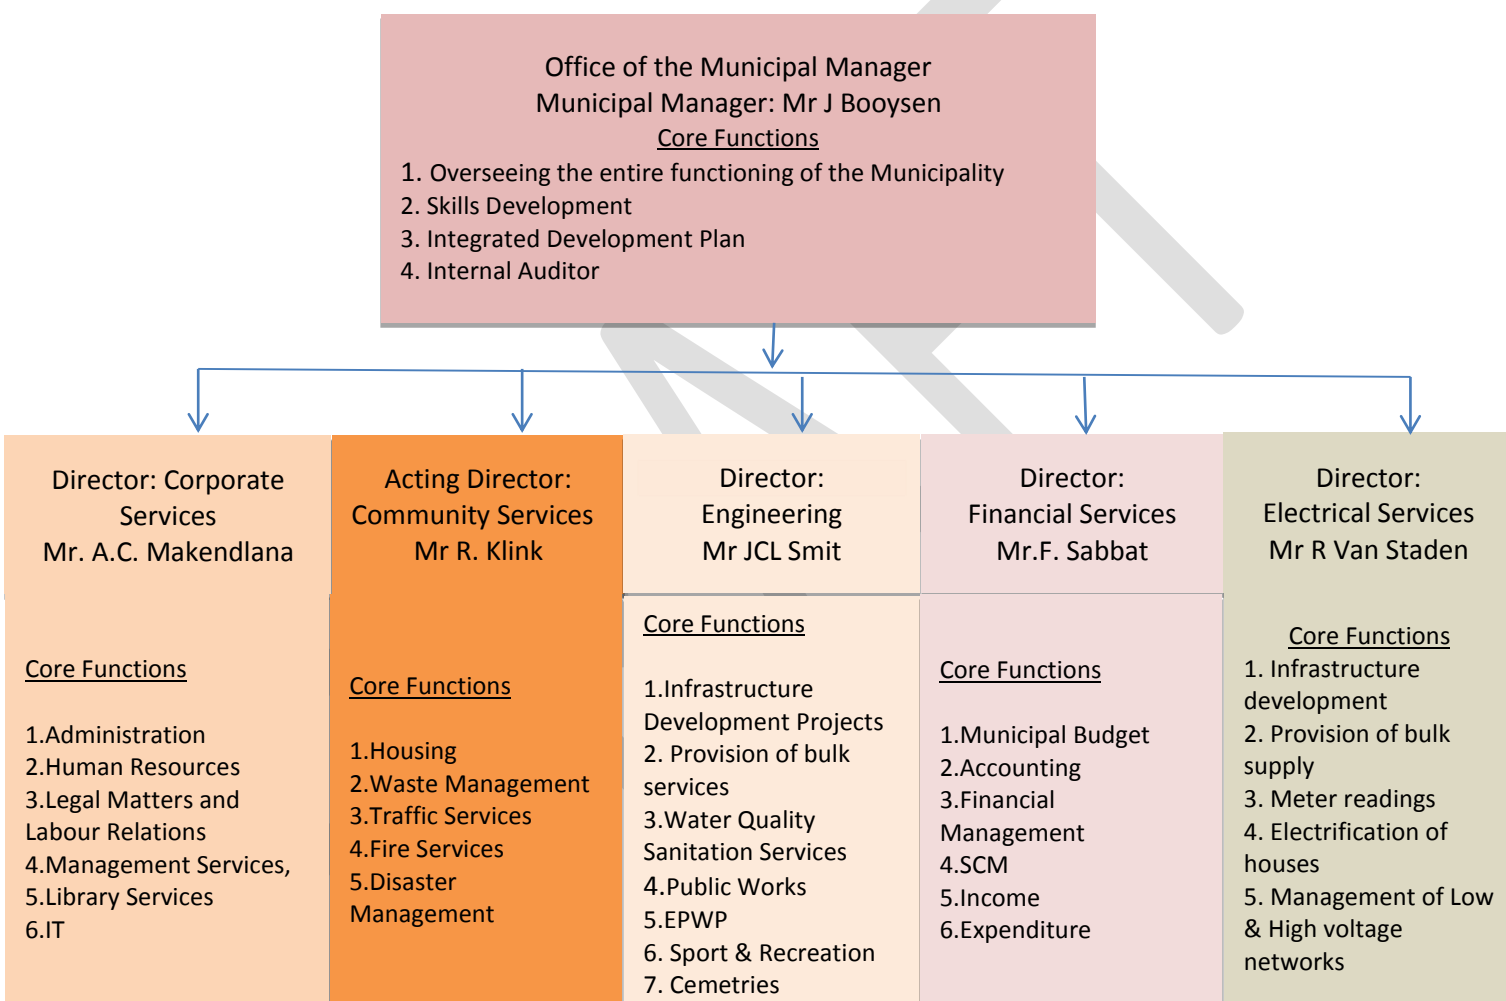 Office of the Municipal Manager
Municipal Manager: Mr J Booysen
Core Functions
1. Overseeing the entire functioning of the Municipality
2. Skills Development
3. Integrated Development Plan
4. Internal Auditor
Director: Corporate
Services
Mr. A.C. Makendlana
Core Functions
1.Administration
2.Human Resources
3.Legal Matters and
Labour Relations
4.Management Services,
5.Library Services
6.IT
Acting Director:
Community Services
Mr R. Klink
Core Functions
1.Housing
2.Waste Management
3.Traffic Services
4.Fire Services
5.Disaster
Management
Director:
Engineering
Mr JCL Smit
Core Functions
1.Infrastructure
Development Projects
2. Provision of bulk
services
3.Water Quality
Sanitation Services
4.Public Works
5.EPWP
6. Sport & Recreation
7. Cemetries
Director:
Financial Services
Mr.F. Sabbat
Core Functions
1.Municipal Budget
2.Accounting
3.Financial
Management
4.SCM
5.Income
6.Expenditure
Director:
Electrical Services
Mr R Van Staden
Core Functions
1. Infrastructure
development
2. Provision of bulk
supply
3. Meter readings
4. Electrification of
houses
5. Management of Low
& High voltage
networks